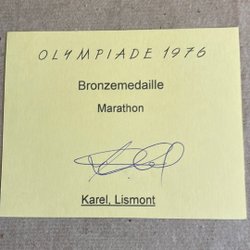 OLYMPIADE 1976
Bronzemedaille
Marathon
Karel, Lismont